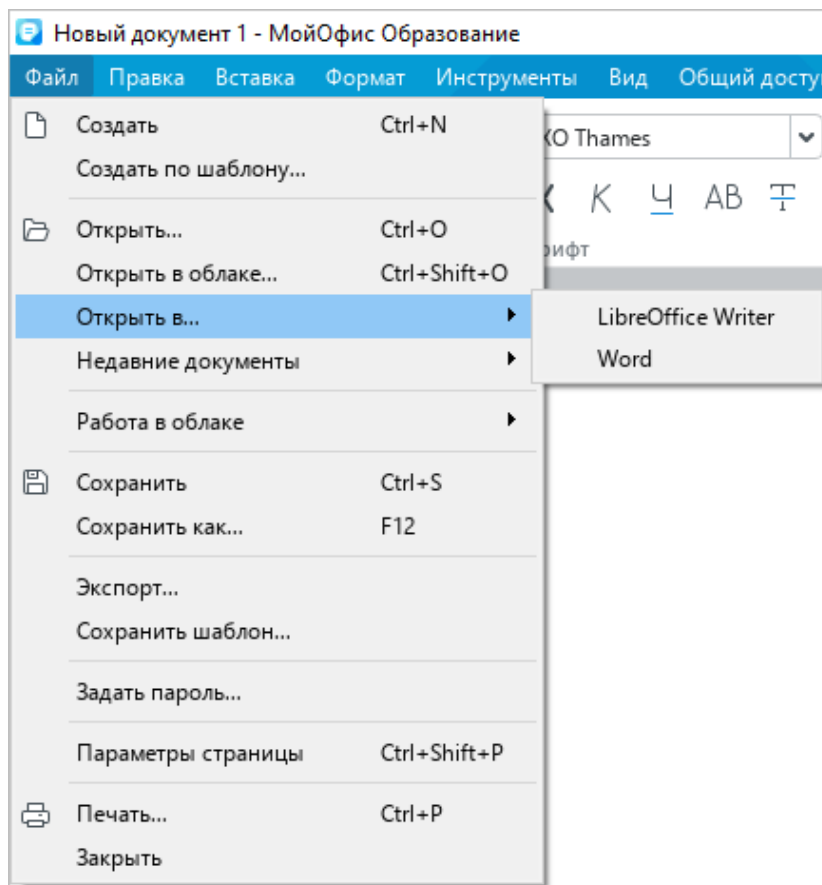 Новый документ 1 - МойОфис Образование
Файл Правка Вставка Формат Инструменты Вид Общий досту
Создать Ctrl+N
XO Thames
Создать по шаблону...
К Ч АВ Т
Открыть... Ctrl+O
рифт
Открыть в облаке... Ctrl+Shift+O
Открыть в...
LibreOffice Writer
Недавние документы
Word
Работа в облаке
Сохранить Ctrl+S
Сохранить как... F12
Экспорт...
Сохранить шаблон...
Задать пароль...
Параметры страницы Ctrl+Shift+P
Печать... Ctrl+P
Закрыть